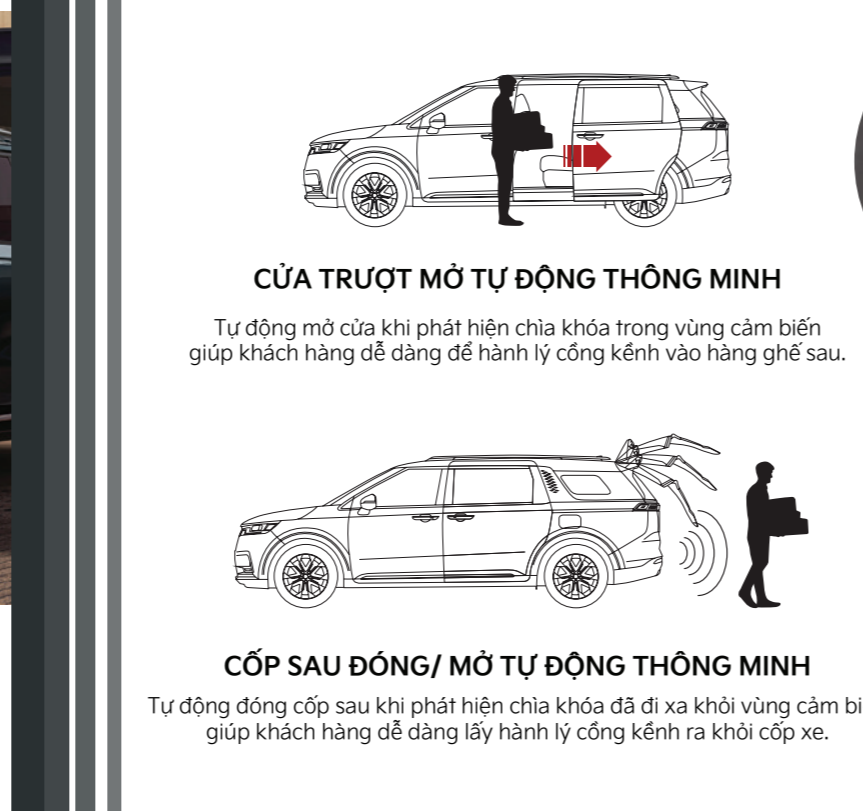 CỬA TRƯỢT MỞ TỰ ĐỘNG THÔNG MINH
Tự động mở cửa khi phát hiện chìa khóa trong vùng cảm biến
giúp khách hàng dễ dàng để hành lý cồng kềnh vào hàng ghế sau.
CỐP SAU ĐÓNG/ MỞ TỰ ĐỘNG THÔNG MINH
Tự động đóng cốp sau khi phát hiện chìa khóa đã đi xa khỏi vùng cảm
giúp khách hàng dễ dàng lấy hành lý cồng kềnh ra khỏi cốp xe.